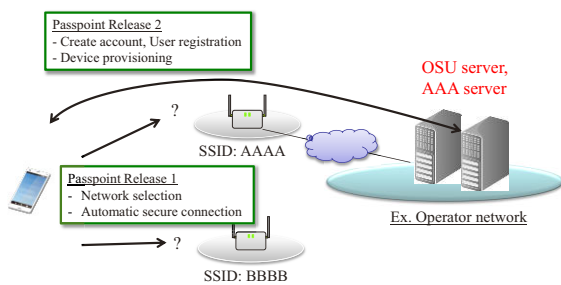 Passpoint Release 2
- Create account, User registration
- Device provisioning
OSU server,
AAA server
?
SSID: AAAA
Passpoint Release 1
- Network selection
- Automatic secure connection
?
Ex. Operator network
SSID: BBBB